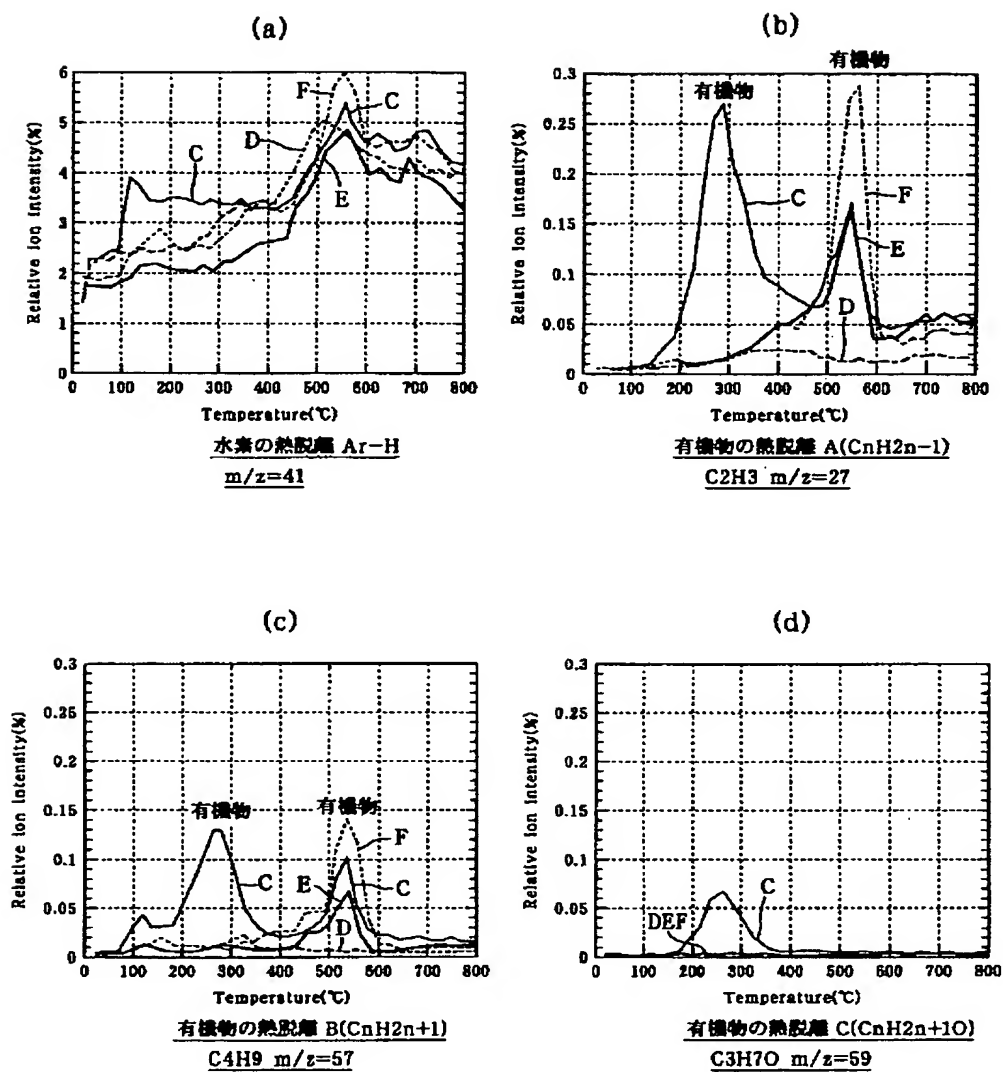 (a)
Relative ion intensity(%)
6
5
4
3
2
1
0
F
C
D
C
E
0 100 200 300 400 500 600 700 800
Temperature(℃)
水素の熱脱離 Ar-H
m/z=41
(b)
有機物
有機物
Relative ion intensity(%)
0.3
0.25
0.2
0.15
0.1
0.05
0
C
F
E
D
0 100 200 300 400 500 600 700 800
Temperature(℃)
有機物の熱脱離 A(CnH2n-1)
C2H3 m/z=27
(c)
Relative ion intensity(%)
0.3
0.25
0.2
0.15
0.1
0.05
0
有機物
有機物
F
C
E
C
D
0 100 200 300 400 500 600 700 800
Temperature(℃)
有機物の熱脱離 B(CnH2n+1)
C4H9 m/z=57
(d)
Relative ion intensity(%)
0.3
0.25
0.2
0.15
0.1
0.05
0
C
DEF
0 100 200 300 400 500 600 700 800
Temperature(℃)
有機物の熱脱離 C(CnH2n+1O)
C3H7O m/z=59